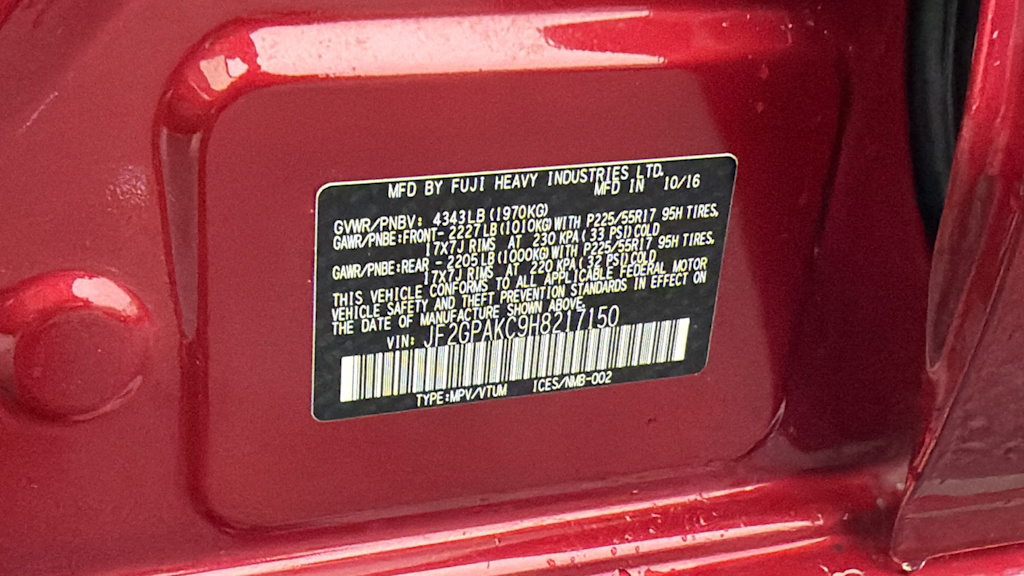 MFD BY FUJI HEAVY INDUSTRIES LTD.
MFD IN 10/16
GVWR/PNBV: 4343LB(1970KG)
GAWR/PNBE:FRONT- 2227LB(1010KG)WITH P225/55R17 95H TIRES,
17x7J RIMS AT 230 KPA(33 PSI)COLD
GAWR/PNBE:REAR - 2205LB(1000KG)WITH P225/55R17 95H TIRES,
17x7J RIMS AT 220 KPA(32 PSI)COLD
THIS VEHICLE CONFORMS TO ALL APPLICABLE FEDERAL MOTOR
VEHICLE SAFETY AND THEFT PREVENTION STANDARDS IN EFFECT ON
THE DATE OF MANUFACTURE SHOWN ABOVE.
VIN: JF2GPAKC9H8217150
TYPE:MPV/VTUM ICES/NMB-002